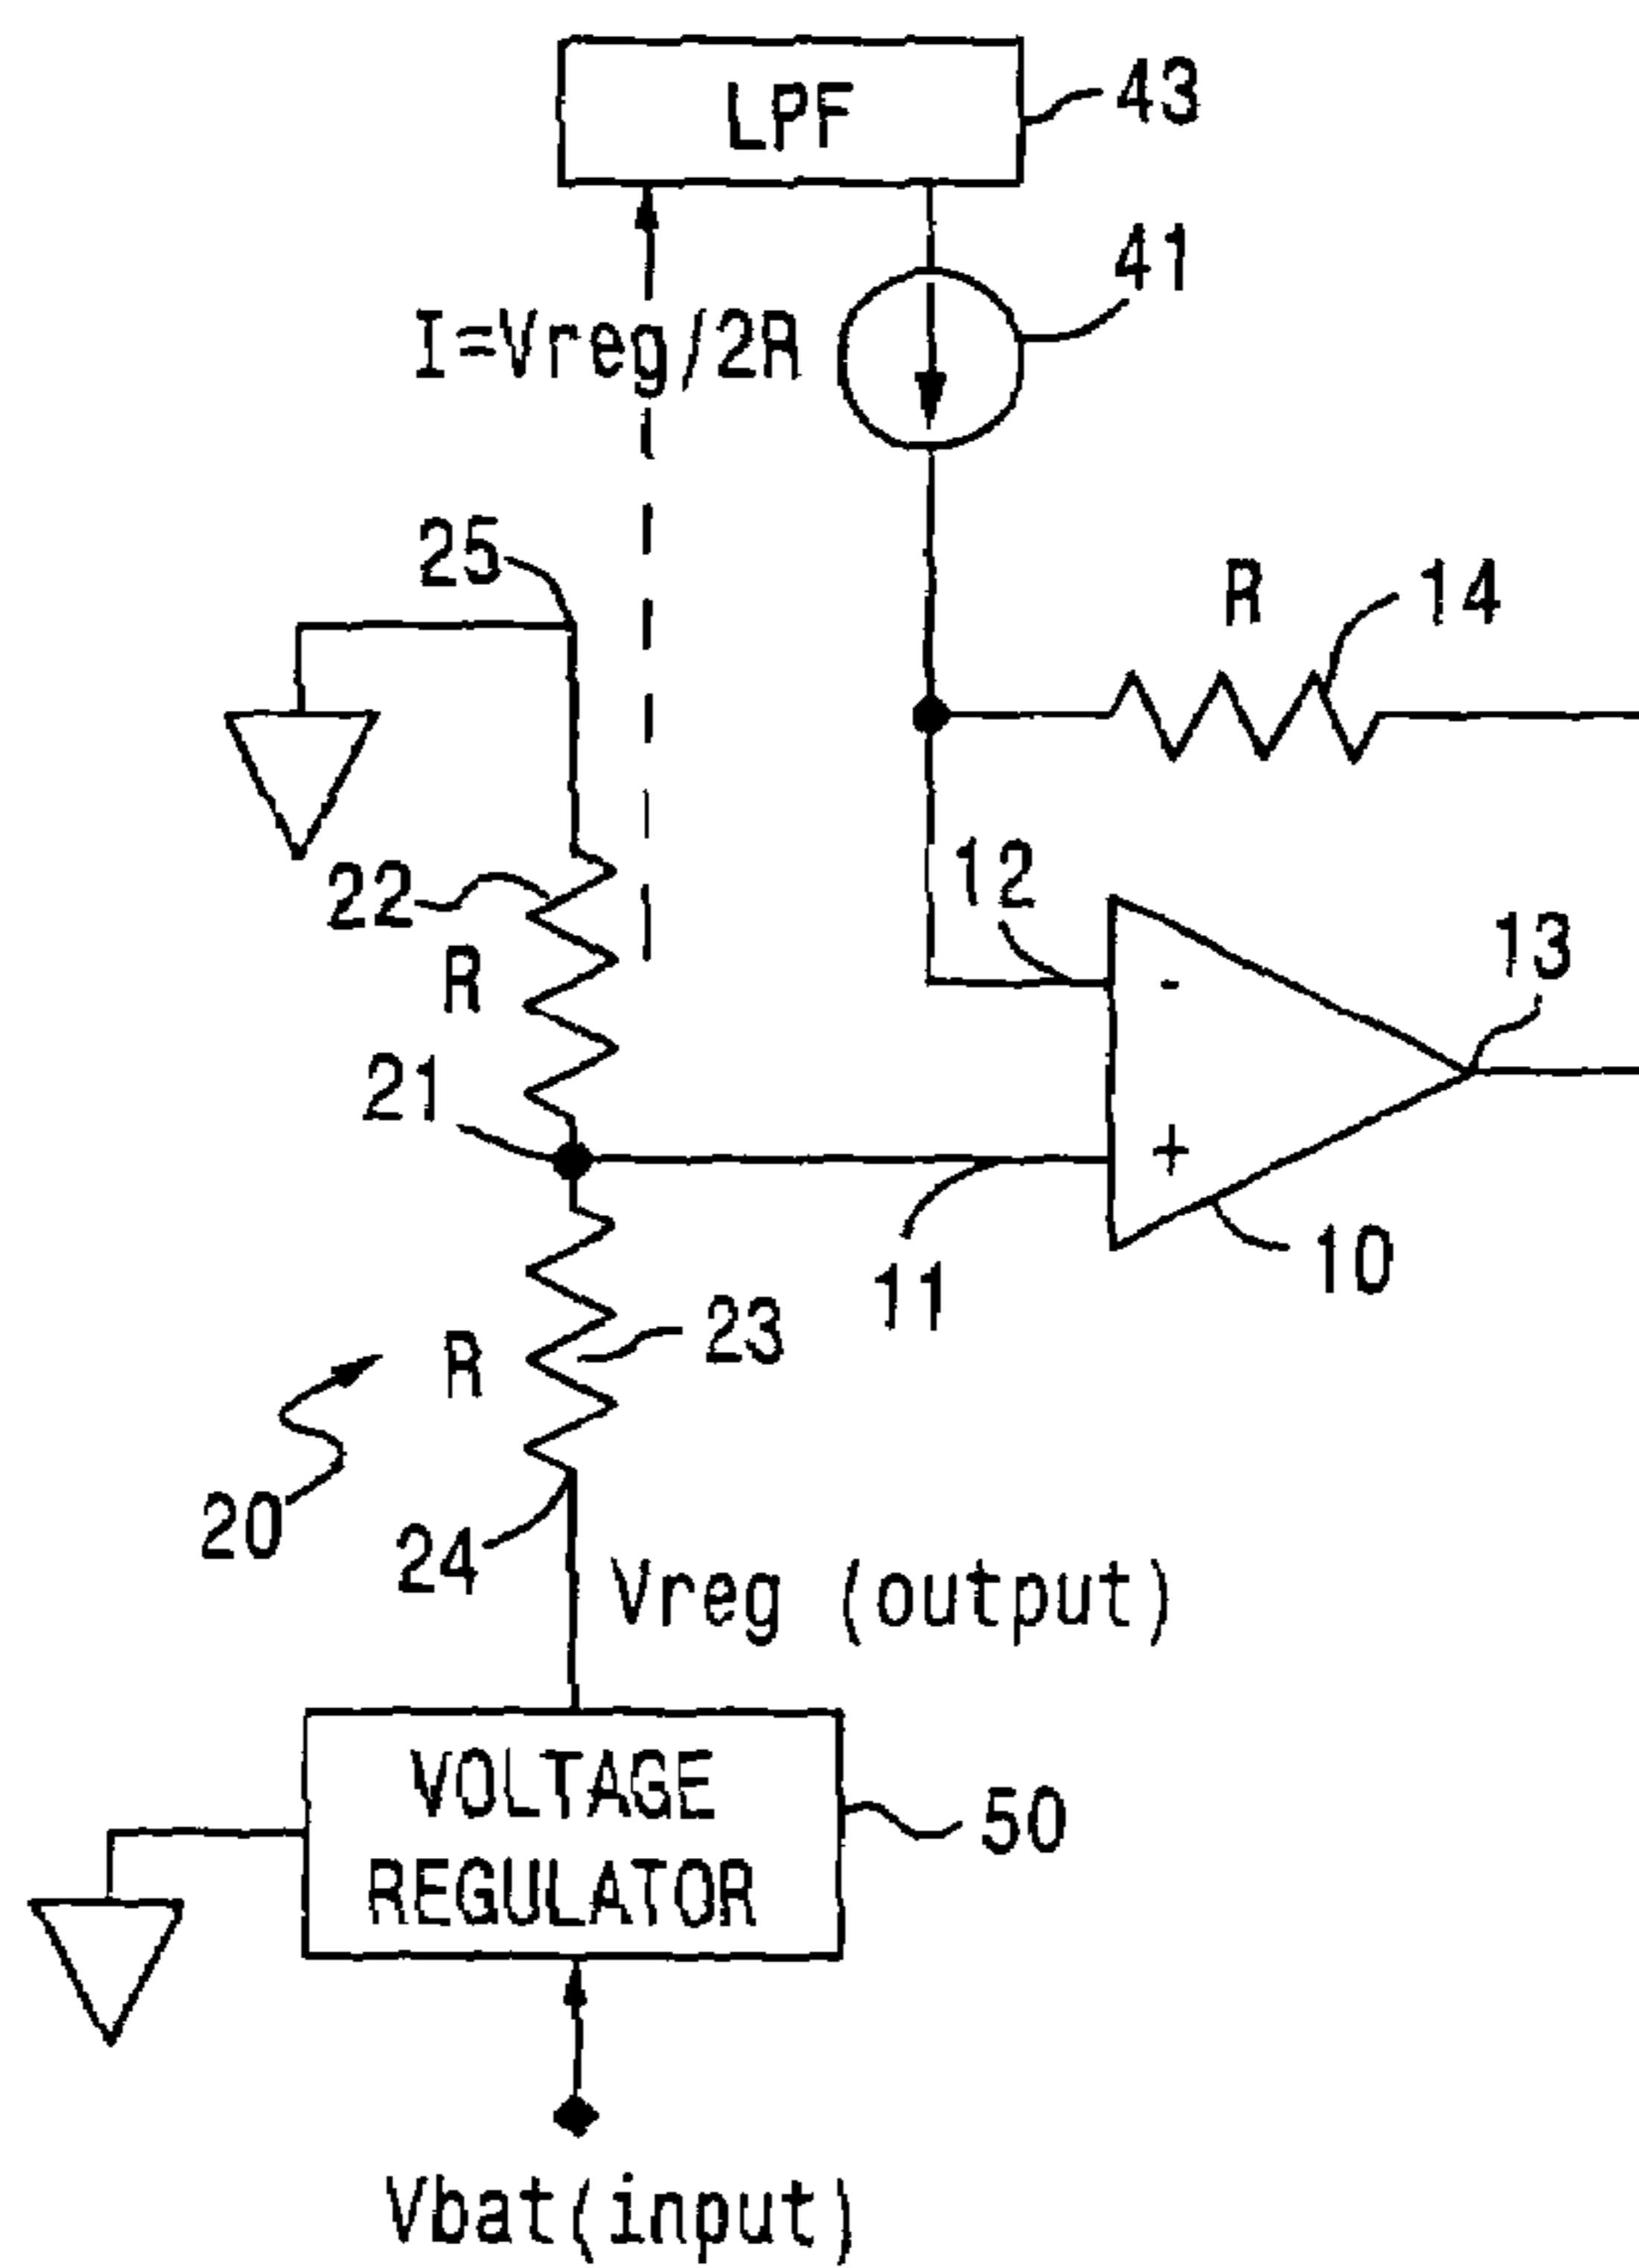 LPF
43
41
I=Vreg/2R
25
R
14
22
12
13
R
21
+
-
11
10
R
23
20
24
Vreg (output)
VOLTAGE
REGULATOR
50
Vbat(input)